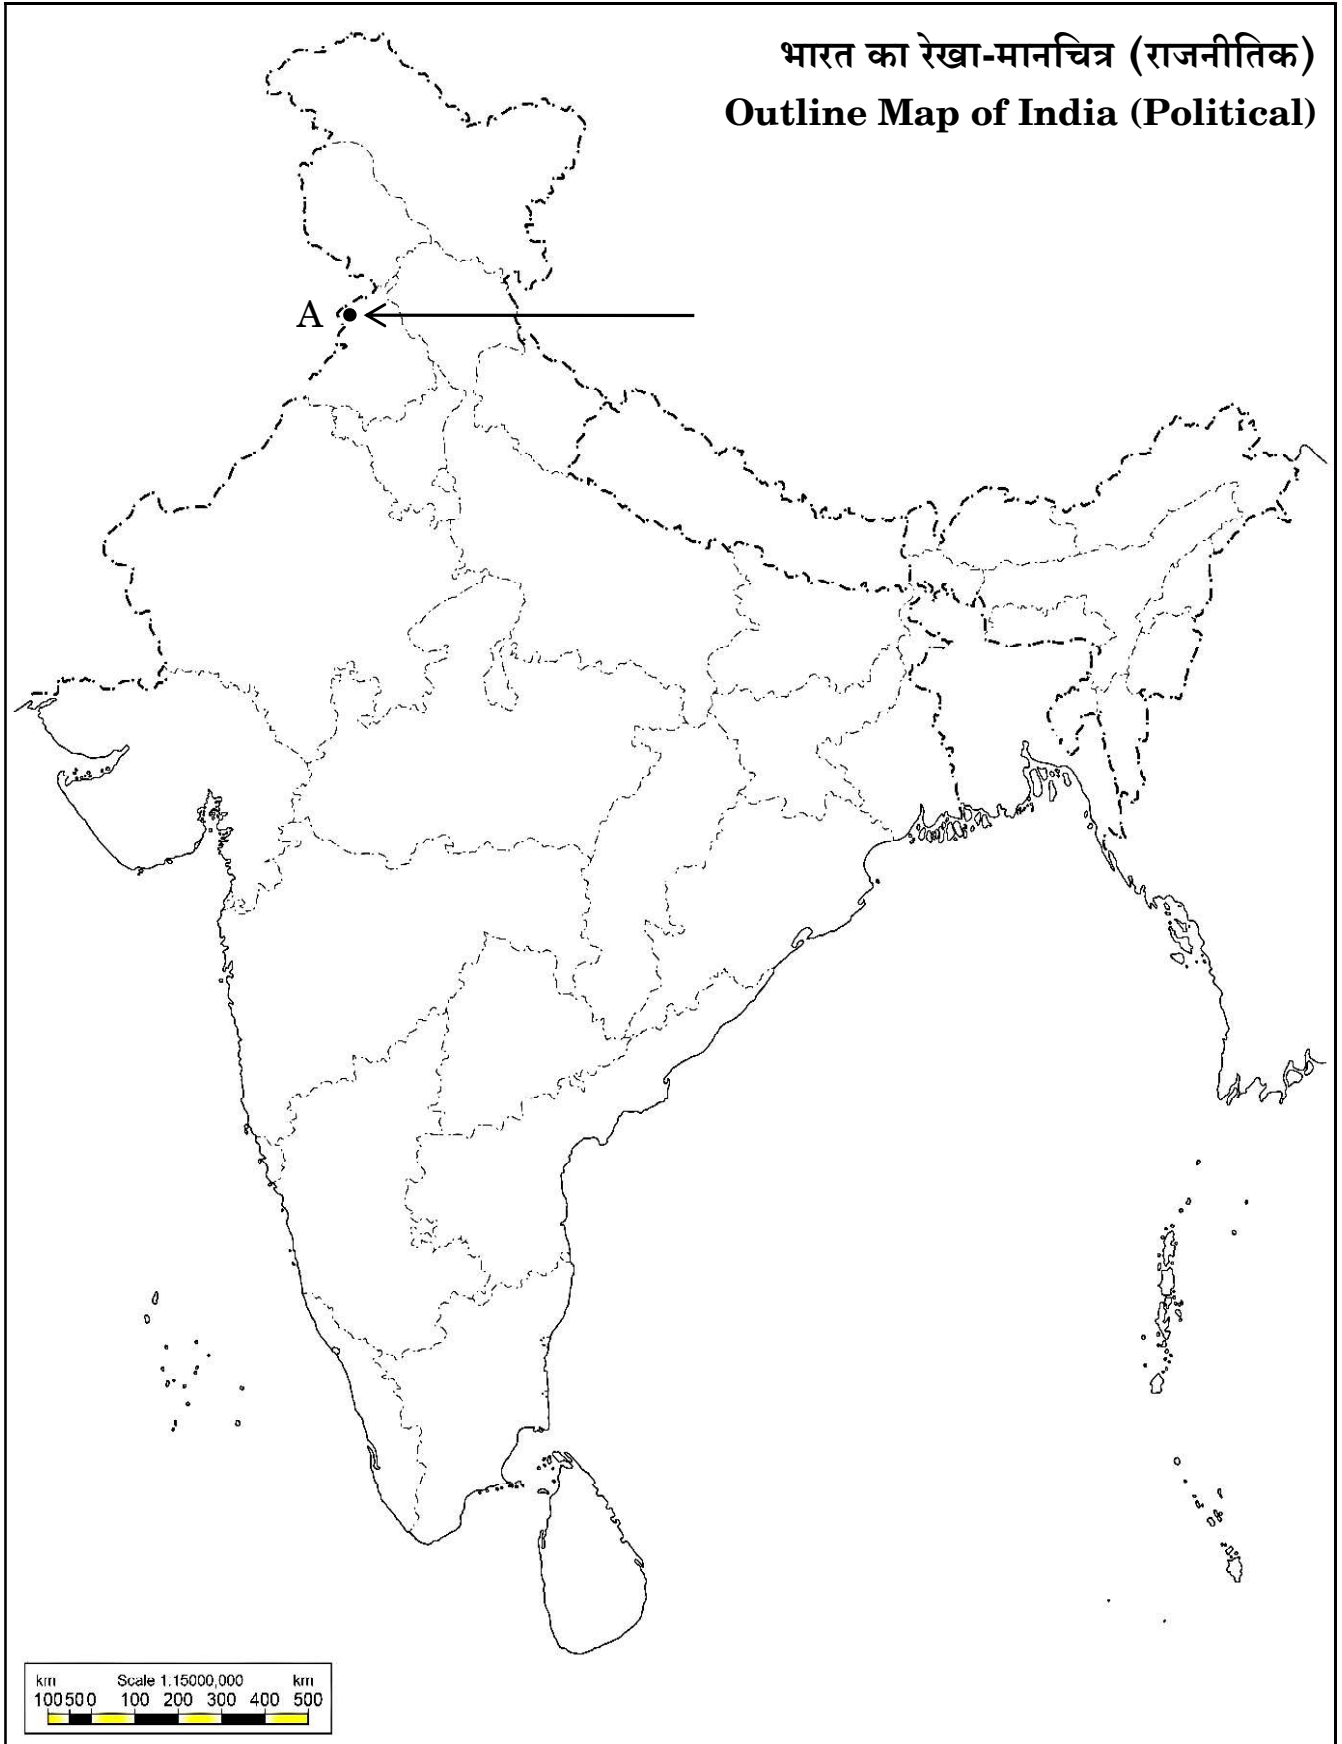 भारत का रेखा-मानचित्र (राजनीतिक)
Outline Map of India (Political)
A
km Scale 1:15000,000 km
100 50 0 100 200 300 400 500